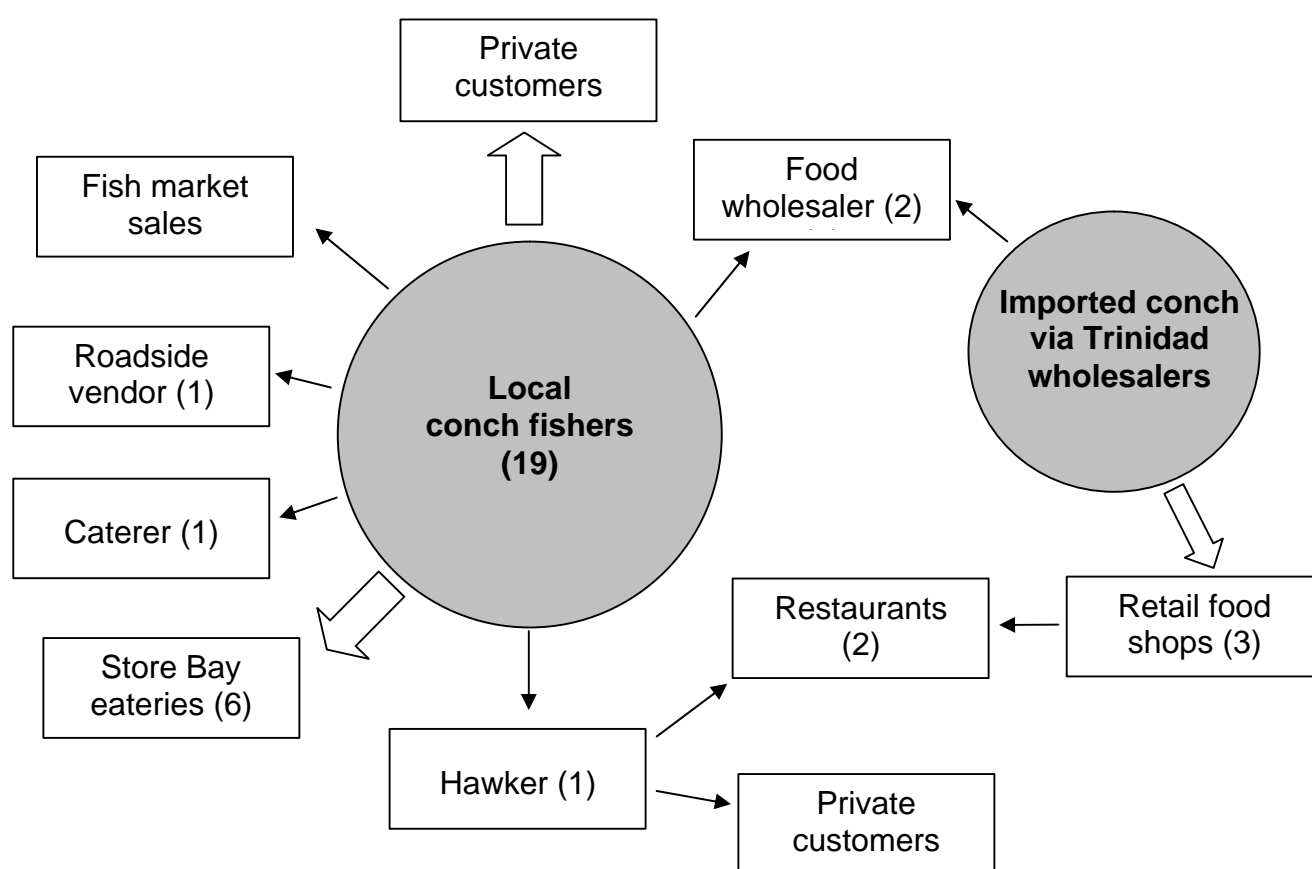 Private
customers
Fish market
sales
Food
wholesaler (2)
Roadside
vendor (1)
Local
conch fishers
(19)
Imported conch
via Trinidad
wholesalers
Caterer (1)
Store Bay
eateries (6)
Restaurants
(2)
Retail food
shops (3)
Hawker (1)
Private
customers